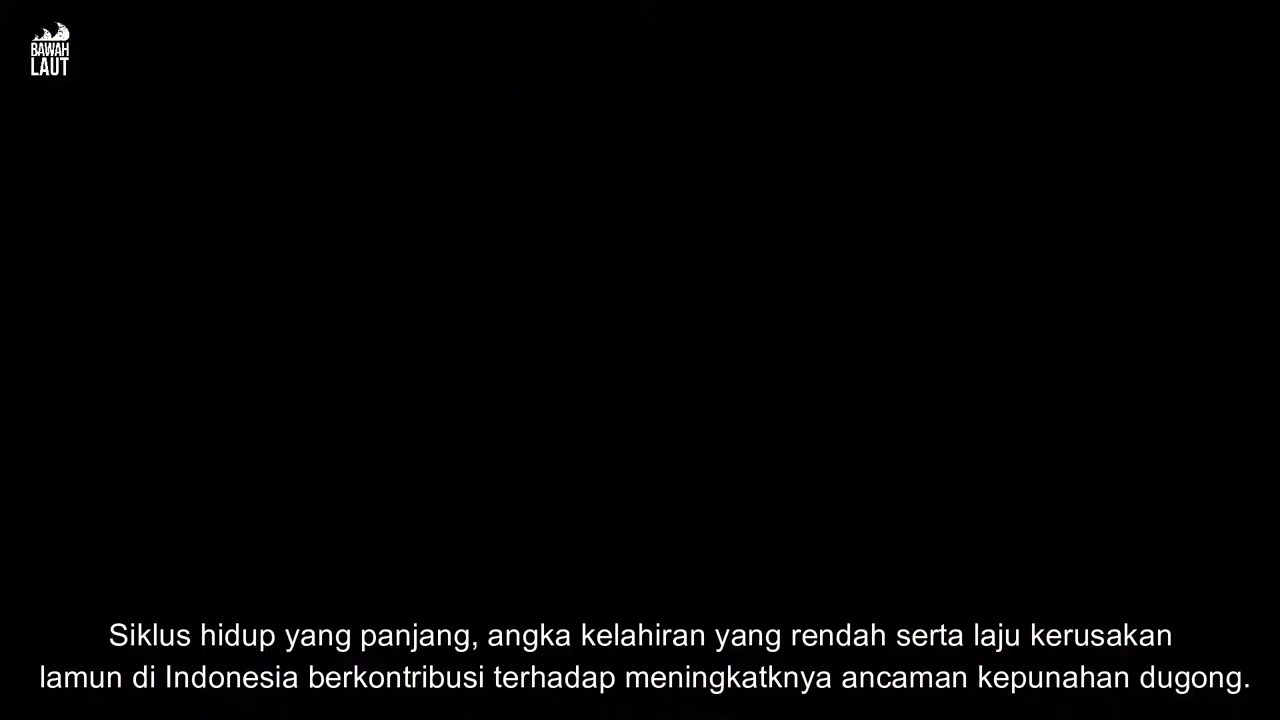 BAWAH
LAUT
Siklus hidup yang panjang, angka kelahiran yang rendah serta laju kerusakan
lamun di Indonesia berkontribusi terhadap meningkatknya ancaman kepunahan dugong.